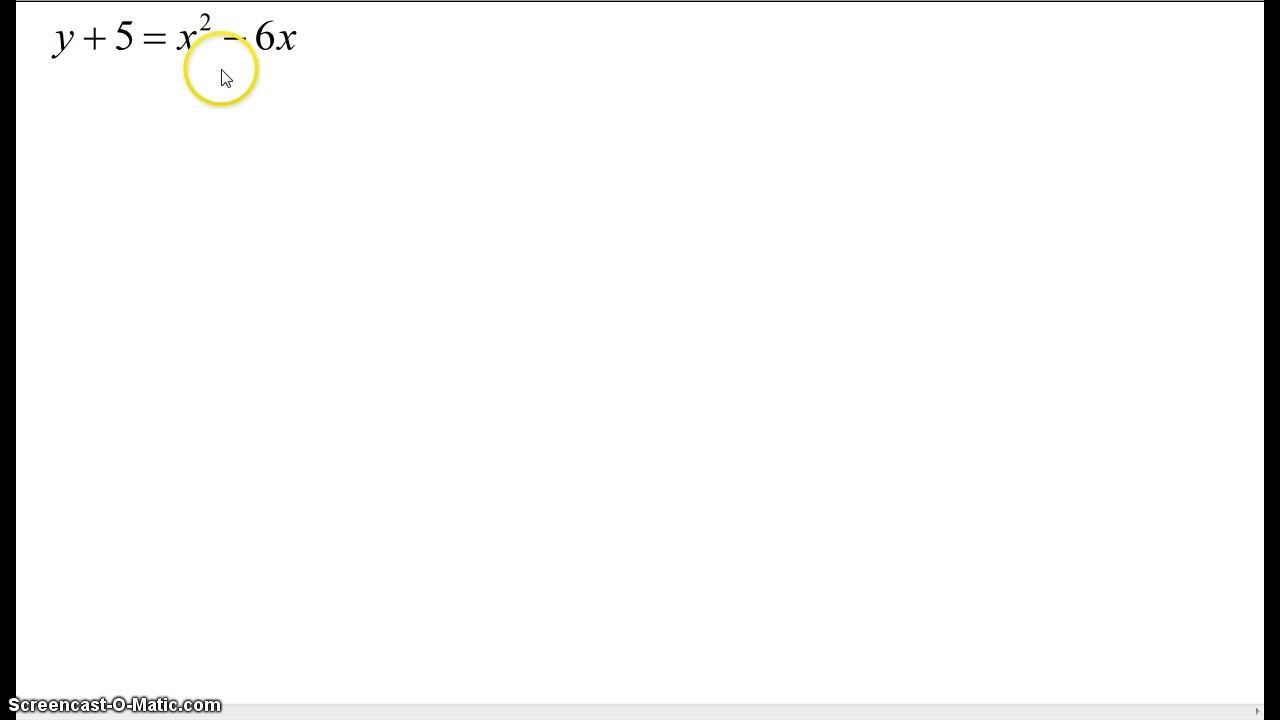 y + 5 = x² − 6x
Screencast-O-Matic.com